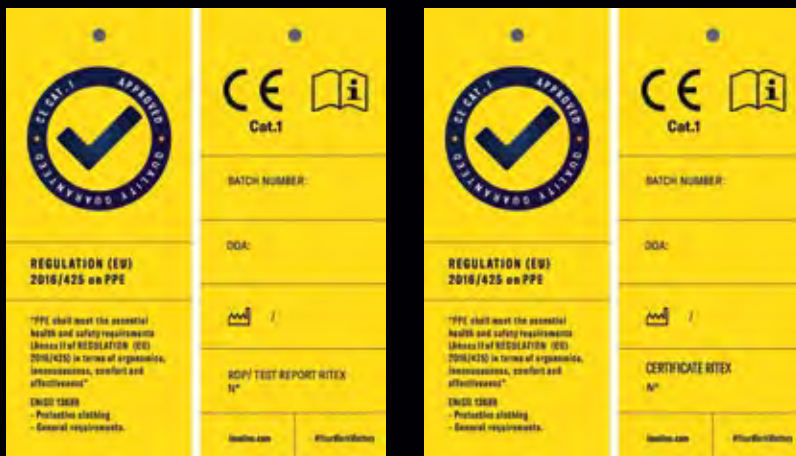 CE CAT.1 APPROVED
QUALITY GUARANTEED
REGULATION (EU)
2016/425 on PPE
"PPE shall meet the essential
health and safety requirements
(Annex II of REGULATION (EU)
2016/425) in terms of ergonomics,
innocuousness, comfort and
effectiveness"
EN ISO 13688
- Protective clothing
- General requirements.
CE
Cat.1
BATCH NUMBER:
DOA:
/
RDP/ TEST REPORT RITEX
N°
CE CAT.1 APPROVED
QUALITY GUARANTEED
REGULATION (EU)
2016/425 on PPE
"PPE shall meet the essential
health and safety requirements
(Annex II of REGULATION (EU)
2016/425) in terms of ergonomics,
innocuousness, comfort and
effectiveness"
EN ISO 13688
- Protective clothing
- General requirements.
CE
Cat.1
BATCH NUMBER:
DOA:
/
CERTIFICATE RITEX
N°